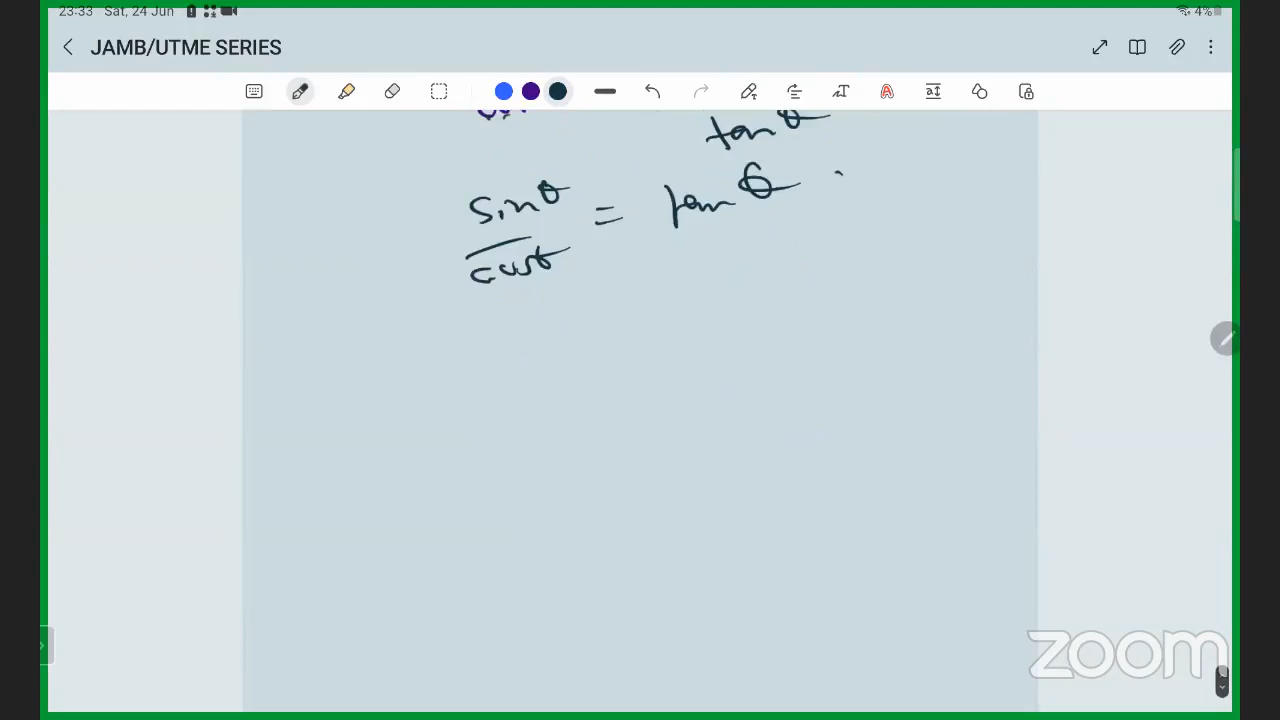 23:33 Sat, 24 Jun 4%
JAMB/UTME SERIES
tanθ
sinθ = tanθ
cosθ
zoom